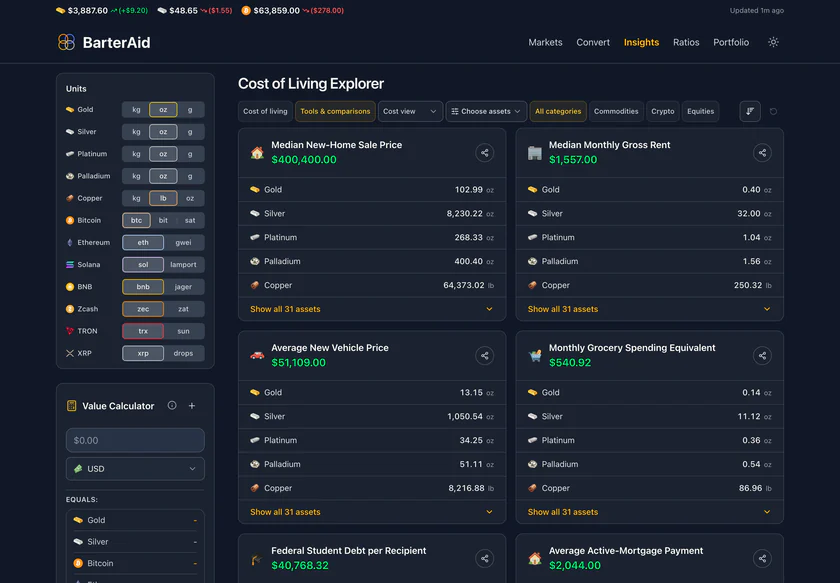 $3,887.60 (+$9.20) $48.65 ($1.55) $63,859.00 ($278.00) Updated 1m ago
BarterAid
Markets Convert Insights Ratios Portfolio
Units
Gold kg oz g
Silver kg oz g
Platinum kg oz g
Palladium kg oz g
Copper kg lb oz
Bitcoin btc bit sat
Ethereum eth gwei
Solana sol lamport
BNB bnb jager
Zcash zec zat
TRON trx sun
XRP xrp drops
Value Calculator
$0.00
USD
EQUALS:
Gold -
Silver -
Bitcoin -
Cost of Living Explorer
Cost of living Tools & comparisons Cost view Choose assets All categories Commodities Crypto Equities
Median New-Home Sale Price
$400,400.00
Gold 102.99 oz
Silver 8,230.22 oz
Platinum 268.33 oz
Palladium 400.40 oz
Copper 64,373.02 lb
Show all 31 assets
Median Monthly Gross Rent
$1,557.00
Gold 0.40 oz
Silver 32.00 oz
Platinum 1.04 oz
Palladium 1.56 oz
Copper 250.32 lb
Show all 31 assets
Average New Vehicle Price
$51,109.00
Gold 13.15 oz
Silver 1,050.54 oz
Platinum 34.25 oz
Palladium 51.11 oz
Copper 8,216.88 lb
Show all 31 assets
Monthly Grocery Spending Equivalent
$540.92
Gold 0.14 oz
Silver 11.12 oz
Platinum 0.36 oz
Palladium 0.54 oz
Copper 86.96 lb
Show all 31 assets
Federal Student Debt per Recipient
$40,768.32
Average Active-Mortgage Payment
$2,044.00